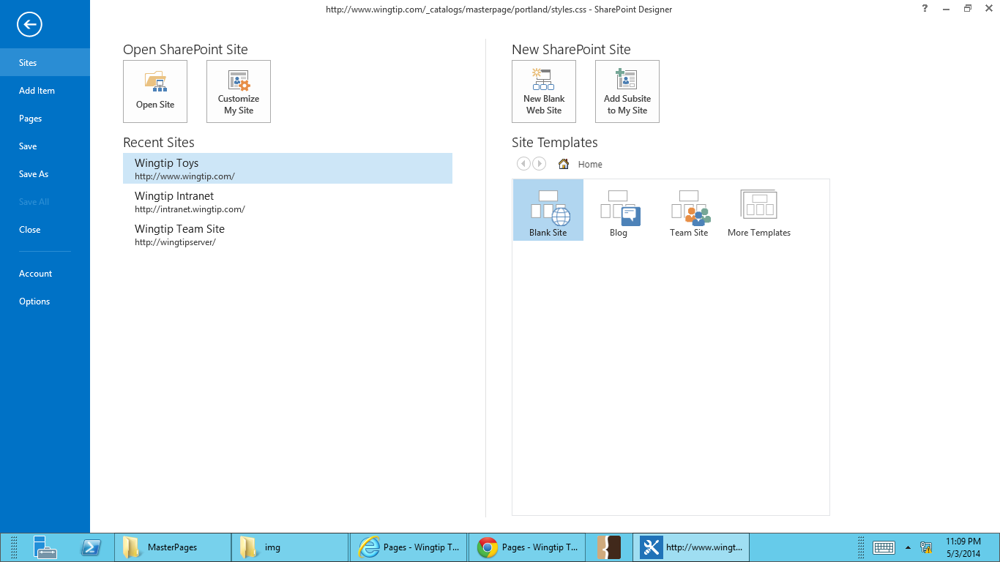 http://www.wingtip.com/_catalogs/masterpage/portland/styles.css - SharePoint Designer
?
Sites
Add Item
Pages
Save
Save As
Save All
Close
Account
Options
Open SharePoint Site
Open Site
Customize
My Site
Recent Sites
Wingtip Toys
http://www.wingtip.com/
Wingtip Intranet
http://intranet.wingtip.com/
Wingtip Team Site
http://wingtipserver/
New SharePoint Site
New Blank
Web Site
Add Subsite
to My Site
Site Templates
Home
Blank Site
Blog
Team Site
More Templates
MasterPages
img
Pages - Wingtip T...
Pages - Wingtip T...
http://www.wingt...
11:09 PM
5/3/2014